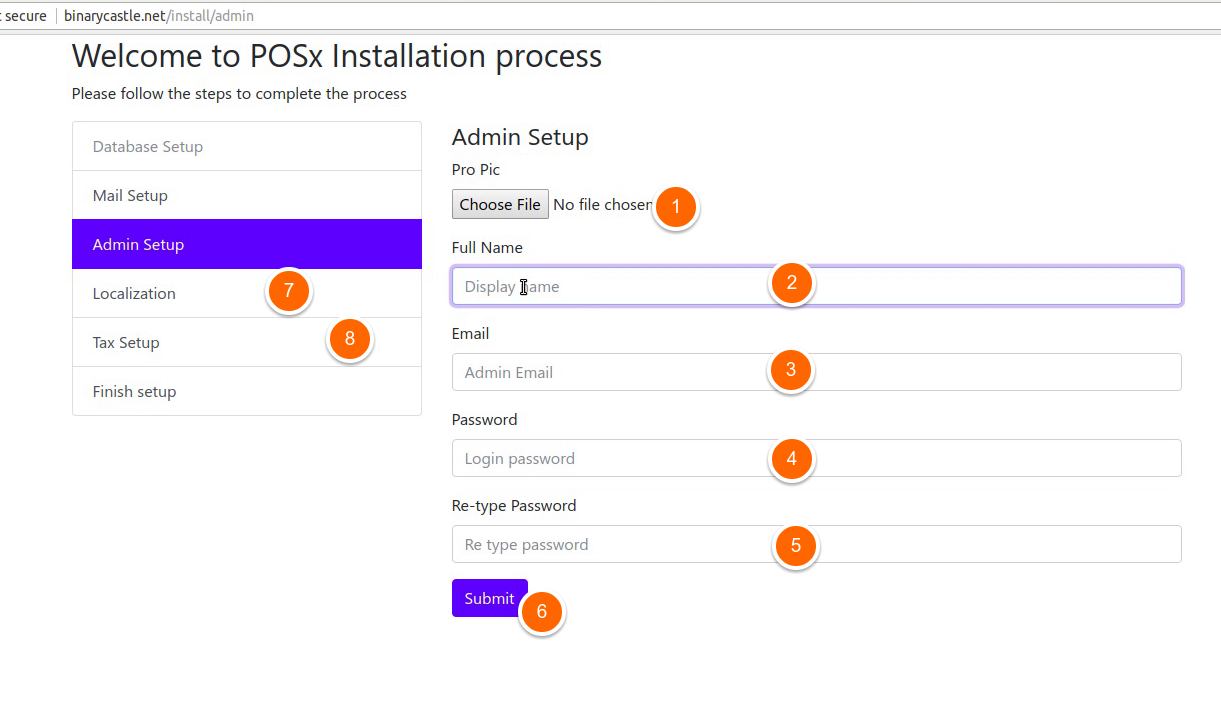 secure binarycastle.net/install/admin
Welcome to POSx Installation process
Please follow the steps to complete the process
Database Setup
Mail Setup
Admin Setup
Localization 7
Tax Setup 8
Finish setup
Admin Setup
Pro Pic
Choose File No file chosen 1
Full Name
Display name 2
Email
Admin Email 3
Password
Login password 4
Re-type Password
Re type password 5
Submit 6